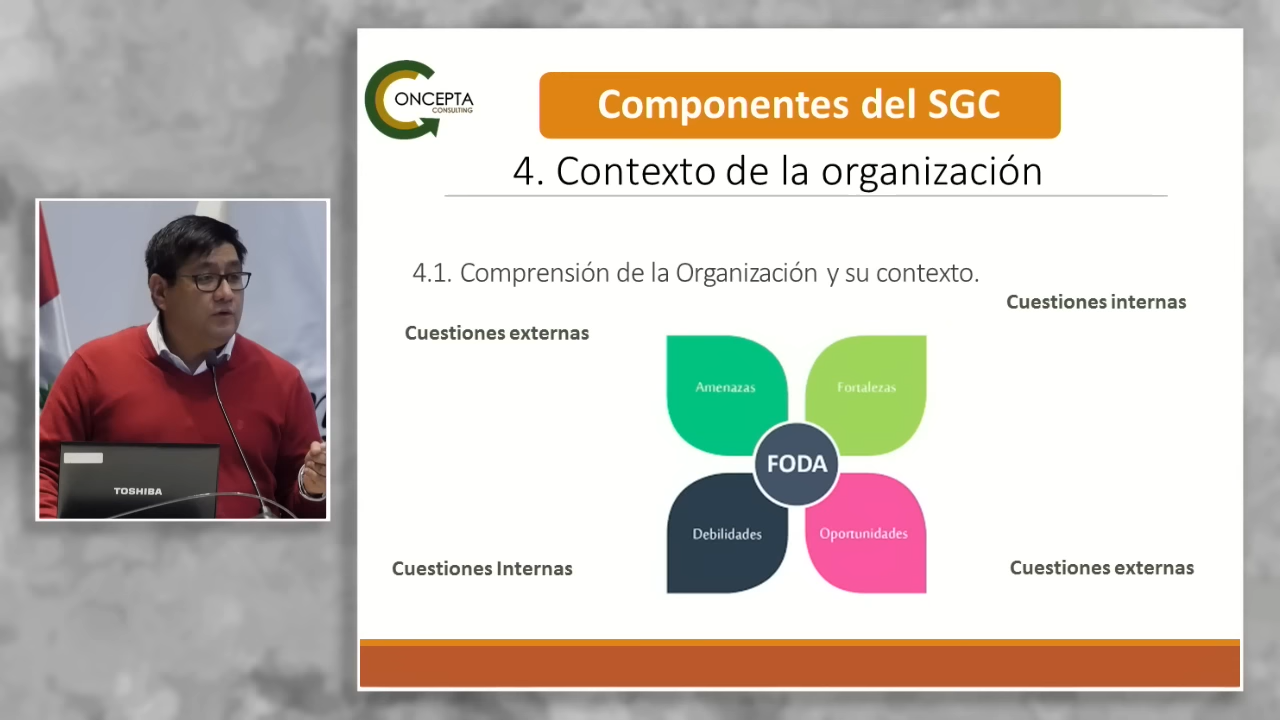 ONCEPTA
CONSULTING
Componentes del SGC
4. Contexto de la organización
4.1. Comprensión de la Organización y su contexto.
Cuestiones internas
Cuestiones externas
Amenazas
Fortalezas
FODA
Debilidades
Oportunidades
Cuestiones Internas
Cuestiones externas
TOSHIBA